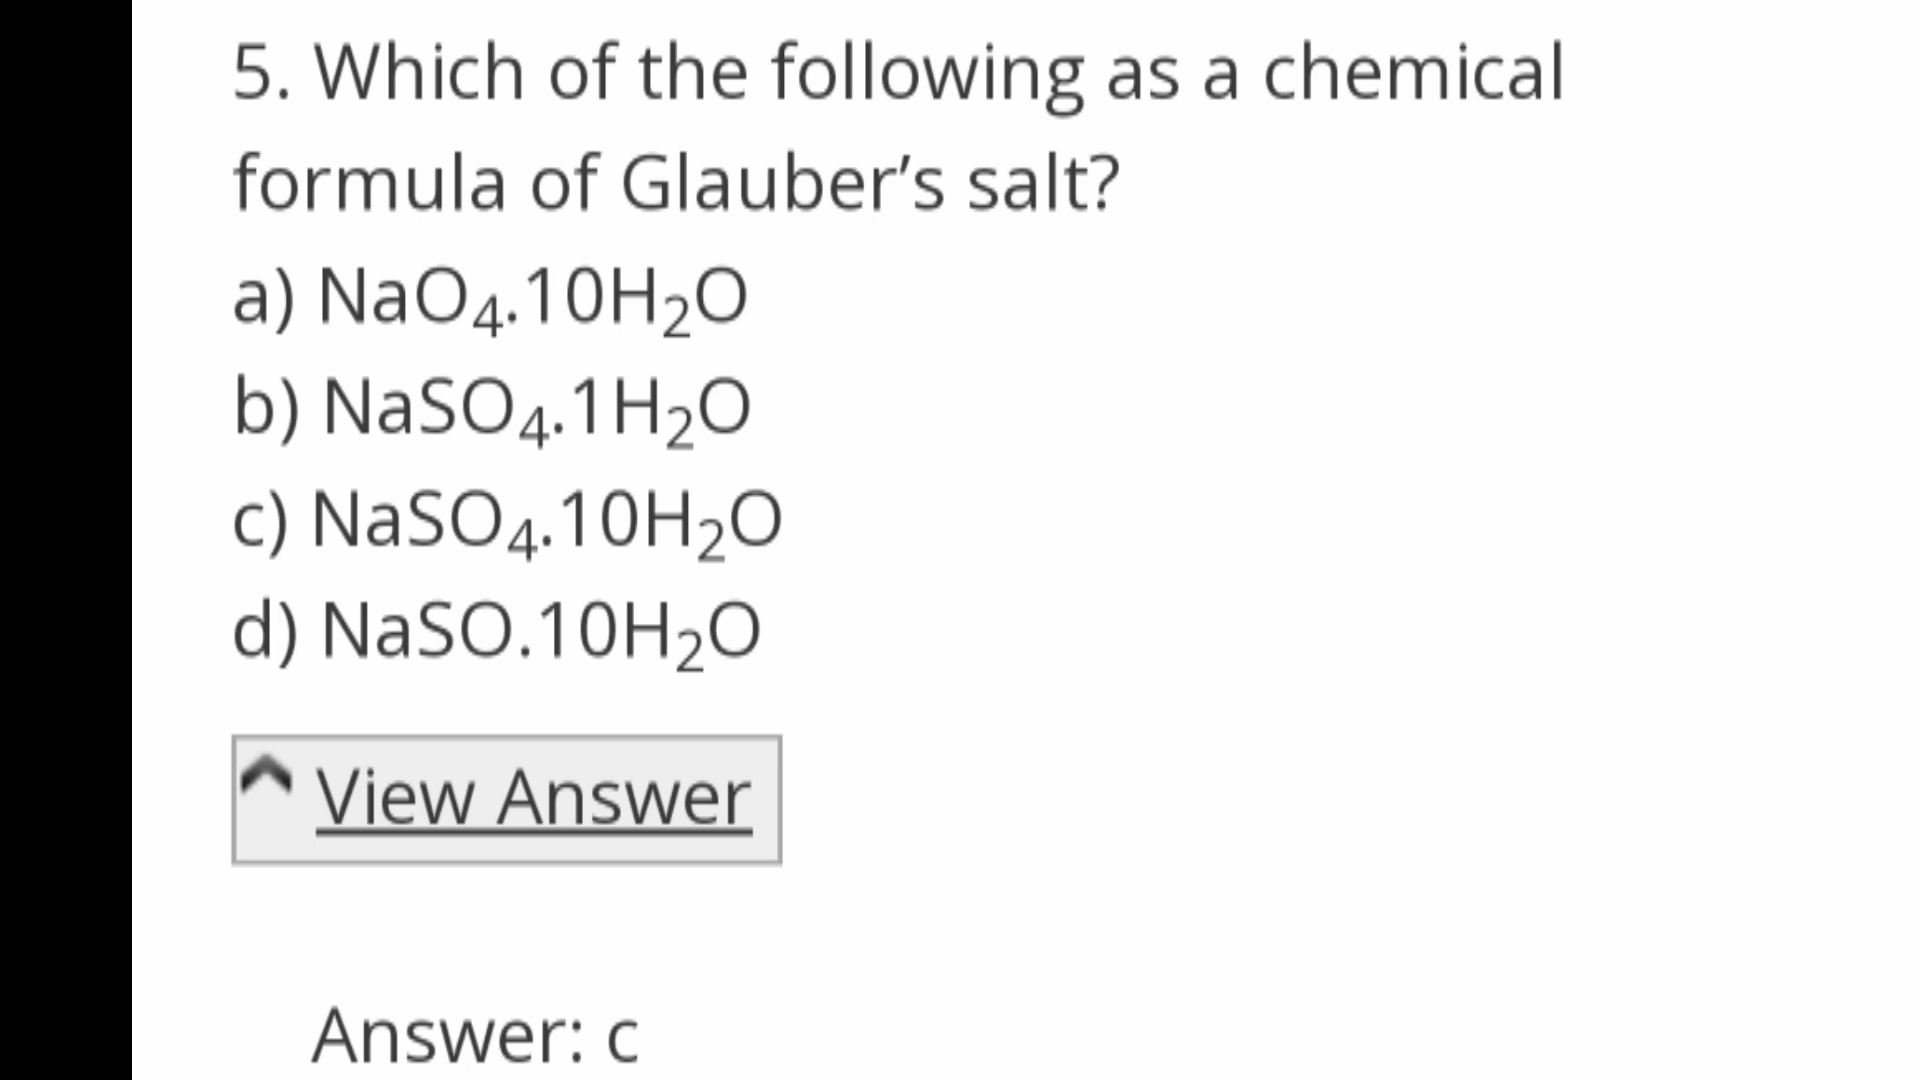 5. Which of the following as a chemical
formula of Glauber’s salt?
a) NaO₄.10H₂O
b) NaSO₄.1H₂O
c) NaSO₄.10H₂O
d) NaSO.10H₂O
View Answer
Answer: c